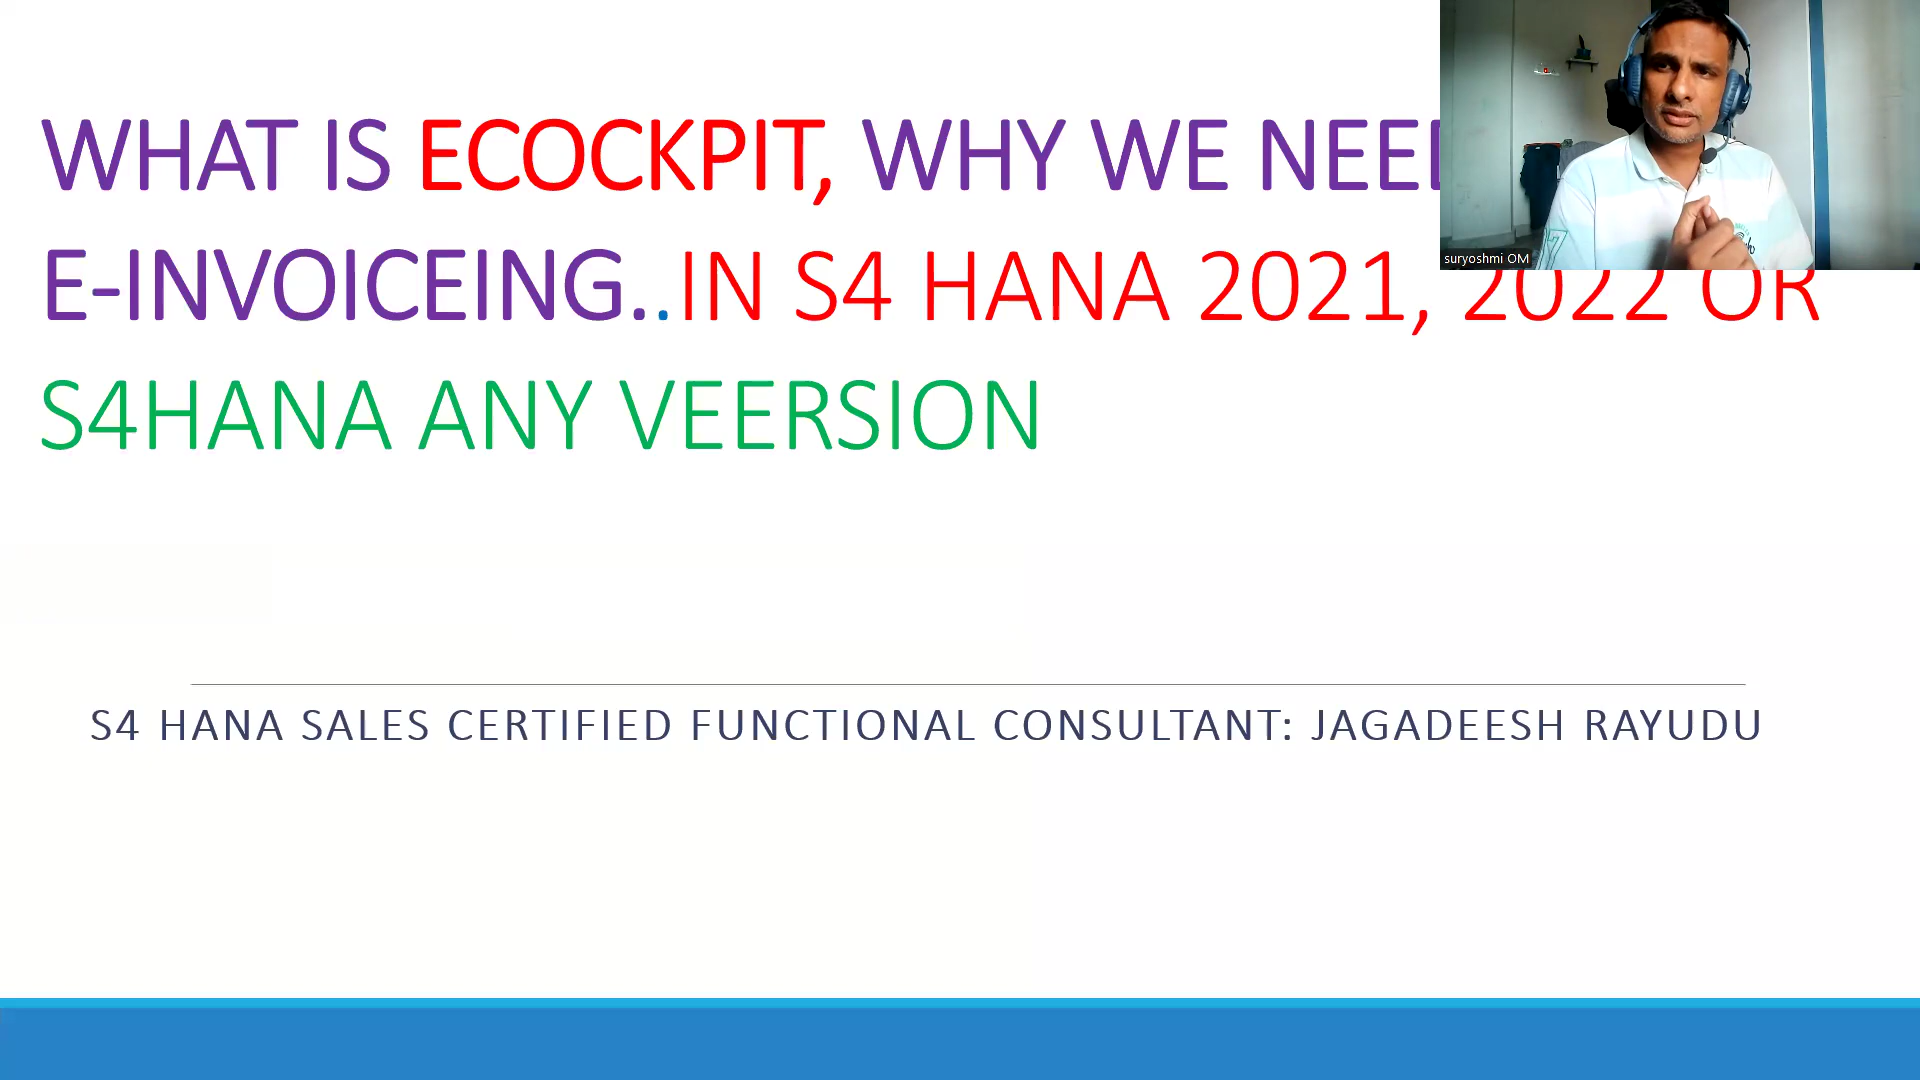 WHAT IS ECOCKPIT, WHY WE NEED
E-INVOICEING..IN S4 HANA 2021, 2022 OR
S4HANA ANY VEERSION
S4 HANA SALES CERTIFIED FUNCTIONAL CONSULTANT: JAGADEESH RAYUDU
suryoshmi OM